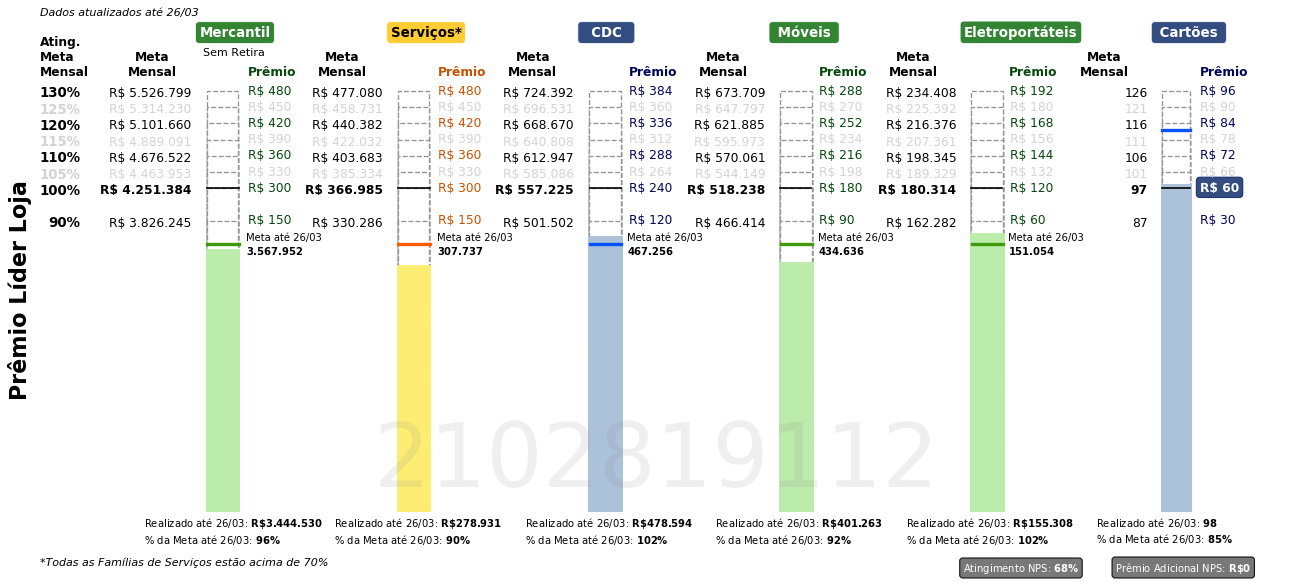 Dados atualizados até 26/03
Mercantil Serviços* CDC Móveis Eletroportáteis Cartões
Sem Retira
Ating. Meta Mensal
Meta Mensal Prêmio Meta Mensal Prêmio Meta Mensal Prêmio Meta Mensal Prêmio Meta Mensal Prêmio Meta Mensal Prêmio
130% R$ 5.526.799 R$ 480 R$ 477.080 R$ 480 R$ 724.392 R$ 384 R$ 673.709 R$ 288 R$ 234.408 R$ 192 126 R$ 96
125% R$ 5.314.230 R$ 450 R$ 458.731 R$ 450 R$ 696.531 R$ 360 R$ 647.797 R$ 270 R$ 225.392 R$ 180 121 R$ 90
120% R$ 5.101.660 R$ 420 R$ 440.382 R$ 420 R$ 668.670 R$ 336 R$ 621.885 R$ 252 R$ 216.376 R$ 168 116 R$ 84
115% R$ 4.889.091 R$ 390 R$ 422.032 R$ 390 R$ 640.808 R$ 312 R$ 595.973 R$ 234 R$ 207.361 R$ 156 111 R$ 78
110% R$ 4.676.522 R$ 360 R$ 403.683 R$ 360 R$ 612.947 R$ 288 R$ 570.061 R$ 216 R$ 198.345 R$ 144 106 R$ 72
105% R$ 4.463.953 R$ 330 R$ 385.334 R$ 330 R$ 585.086 R$ 264 R$ 544.149 R$ 198 R$ 189.329 R$ 132 101 R$ 66
100% R$ 4.251.384 R$ 300 R$ 366.985 R$ 300 R$ 557.225 R$ 240 R$ 518.238 R$ 180 R$ 180.314 R$ 120 97 R$ 60
90% R$ 3.826.245 R$ 150 R$ 330.286 R$ 150 R$ 501.502 R$ 120 R$ 466.414 R$ 90 R$ 162.282 R$ 60 87 R$ 30
Meta até 26/03 Meta até 26/03 Meta até 26/03 Meta até 26/03 Meta até 26/03
3.567.952 307.737 467.256 434.636 151.054
Prêmio Líder Loja
2102819112
Realizado até 26/03: R$3.444.530 Realizado até 26/03: R$278.931 Realizado até 26/03: R$478.594 Realizado até 26/03: R$401.263 Realizado até 26/03: R$155.308 Realizado até 26/03: 98
% da Meta até 26/03: 96% % da Meta até 26/03: 90% % da Meta até 26/03: 102% % da Meta até 26/03: 92% % da Meta até 26/03: 102% % da Meta até 26/03: 85%
*Todas as Famílias de Serviços estão acima de 70%
Atingimento NPS: 68% Prêmio Adicional NPS: R$0